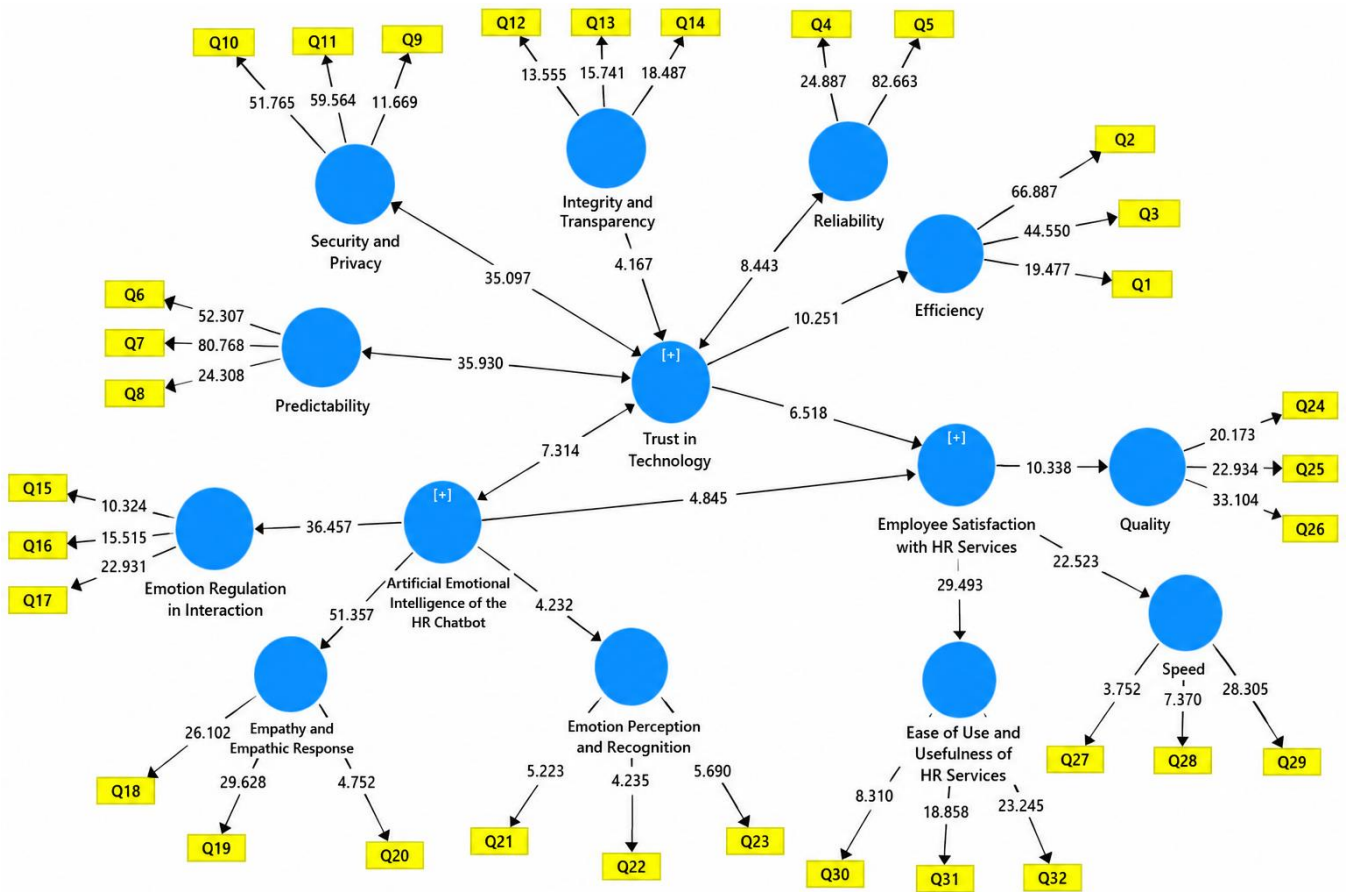 Q10
Q11
Q9
Q12
Q13
Q14
Q4
Q5
51.765
59.564
11.669
13.555
15.741
18.487
24.887
82.663
Q2
66.887
Q3
44.550
19.477
Q1
Security and
Privacy
Integrity and
Transparency
Reliability
Efficiency
35.097
4.167
8.443
10.251
Q6
52.307
Q7
80.768
24.308
Q8
Predictability
35.930
[+]
Trust in
Technology
6.518
7.314
4.845
Q15
10.324
Q16
15.515
22.931
Q17
Emotion Regulation
in Interaction
36.457
[+]
Artificial Emotional
Intelligence of the
HR Chatbot
[+]
Employee Satisfaction
with HR Services
10.338
Quality
Q24
20.173
22.934
Q25
33.104
Q26
51.357
4.232
29.493
22.523
Empathy and
Empathic Response
26.102
29.628
4.752
Q18
Q19
Q20
Emotion Perception
and Recognition
5.223
4.235
5.690
Q21
Q22
Q23
Ease of Use and
Usefulness of
HR Services
8.310
18.858
23.245
Q30
Q31
Q32
Speed
3.752
7.370
28.305
Q27
Q28
Q29